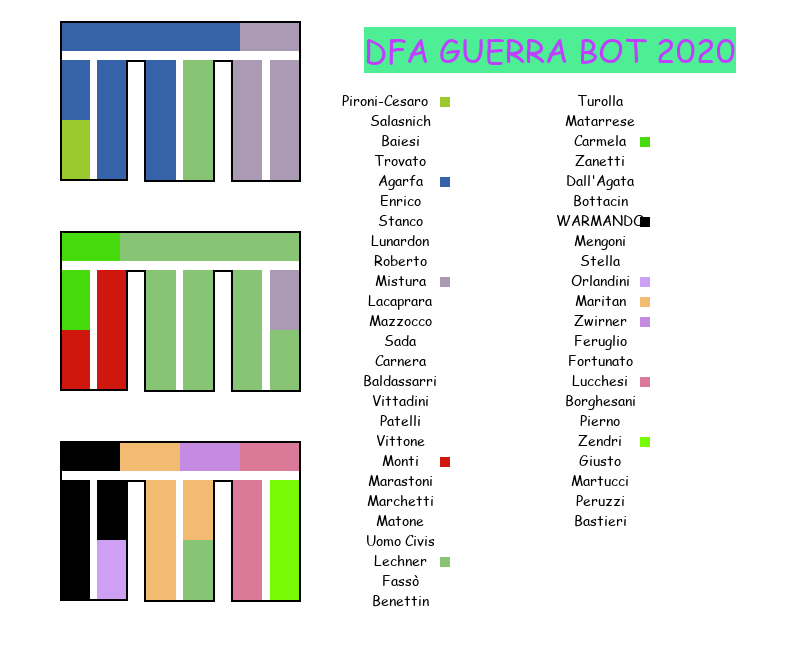 DFA GUERRA BOT 2020
Pironi-Cesaro
Salasnich
Baiesi
Trovato
Agarfa
Enrico
Stanco
Lunardon
Roberto
Mistura
Lacaprara
Mazzocco
Sada
Carnera
Baldassarri
Vittadini
Patelli
Vittone
Monti
Marastoni
Marchetti
Matone
Uomo Civis
Lechner
Fassò
Benettin
Turolla
Matarrese
Carmela
Zanetti
Dall'Agata
Bottacin
WARMANDO
Mengoni
Stella
Orlandini
Maritan
Zwirner
Feruglio
Fortunato
Lucchesi
Borghesani
Pierno
Zendri
Giusto
Martucci
Peruzzi
Bastieri